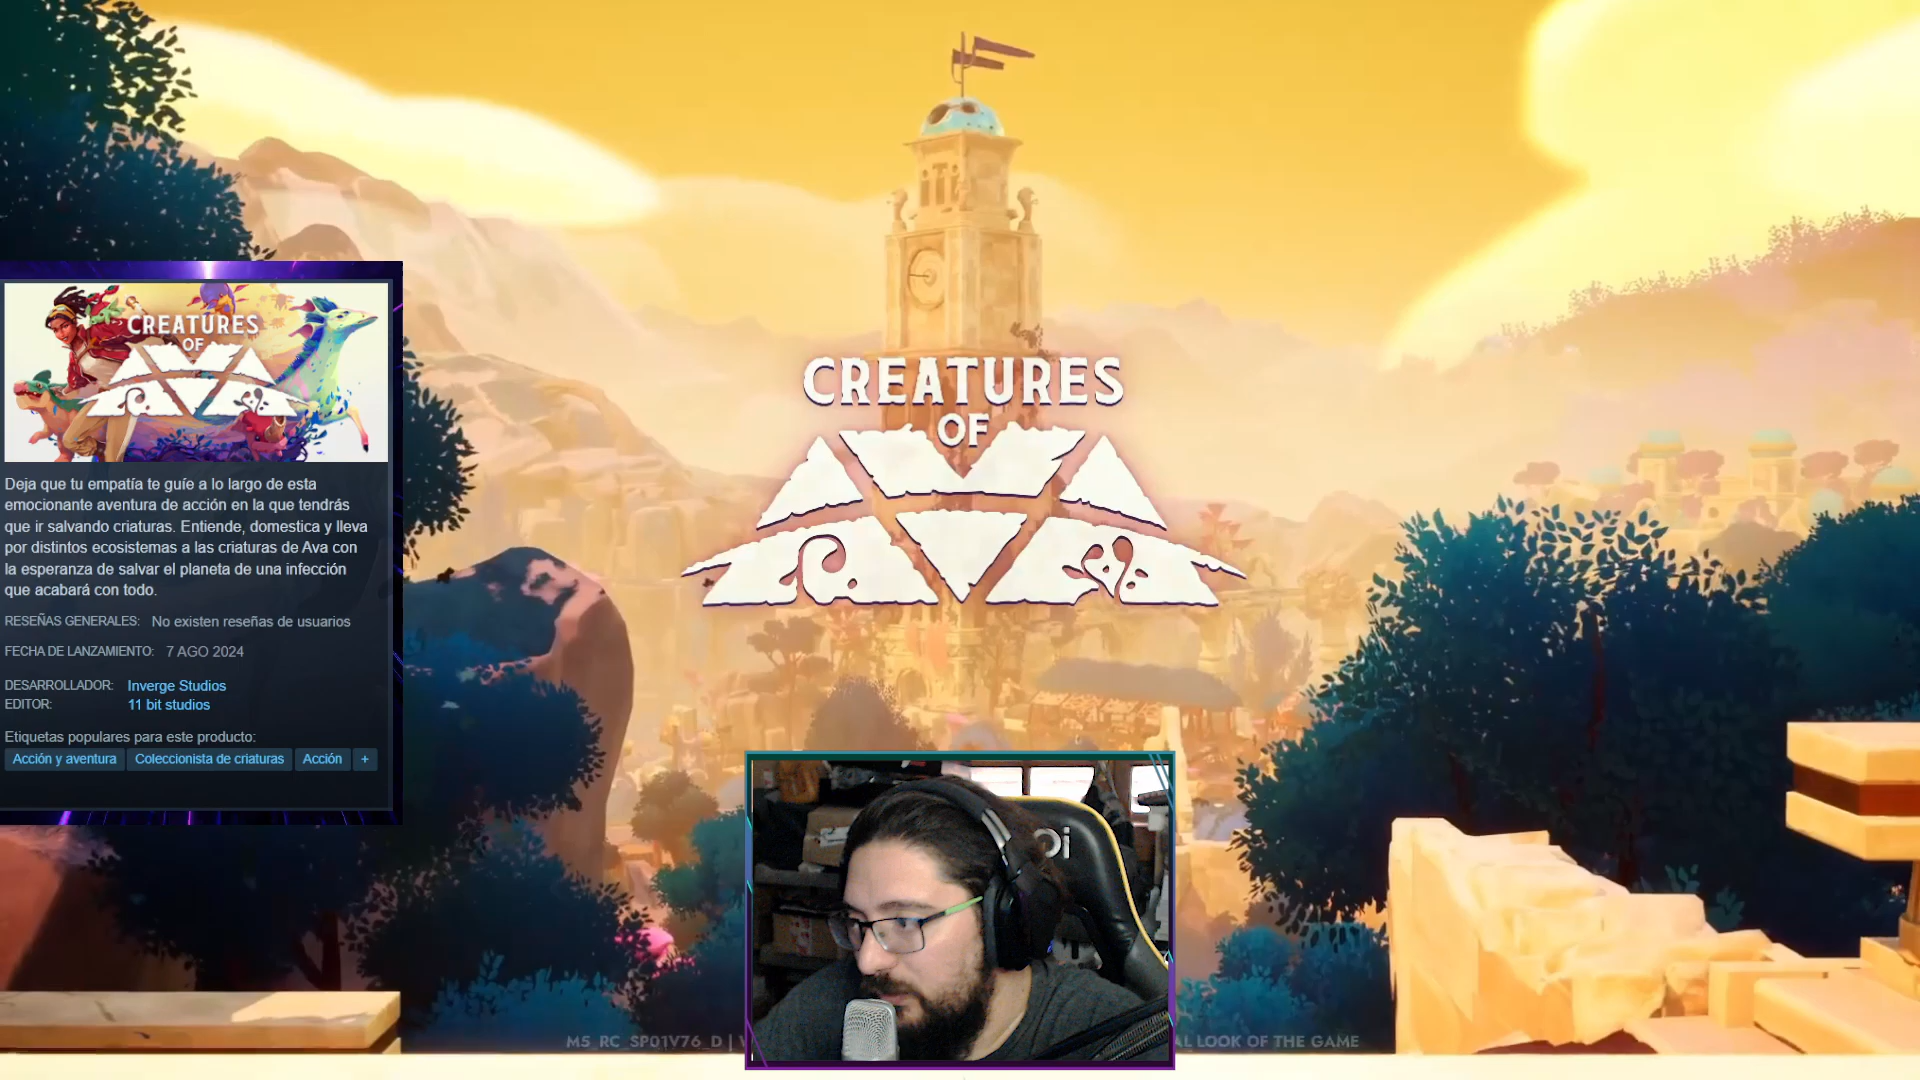 CREATURES
OF
AVA
Deja que tu empatía te guíe a lo largo de esta
emocionante aventura de acción en la que tendrás
que ir salvando criaturas. Entiende, domestica y lleva
por distintos ecosistemas a las criaturas de Ava con
la esperanza de salvar el planeta de una infección
que acabará con todo.
RESEÑAS GENERALES: No existen reseñas de usuarios
FECHA DE LANZAMIENTO: 7 AGO 2024
DESARROLLADOR: Inverge Studios
EDITOR: 11 bit studios
Etiquetas populares para este producto:
Acción y aventura Coleccionista de criaturas Acción +
CREATURES
OF
AVA
M5_RC_SP01V76_D | LOOK OF THE GAME